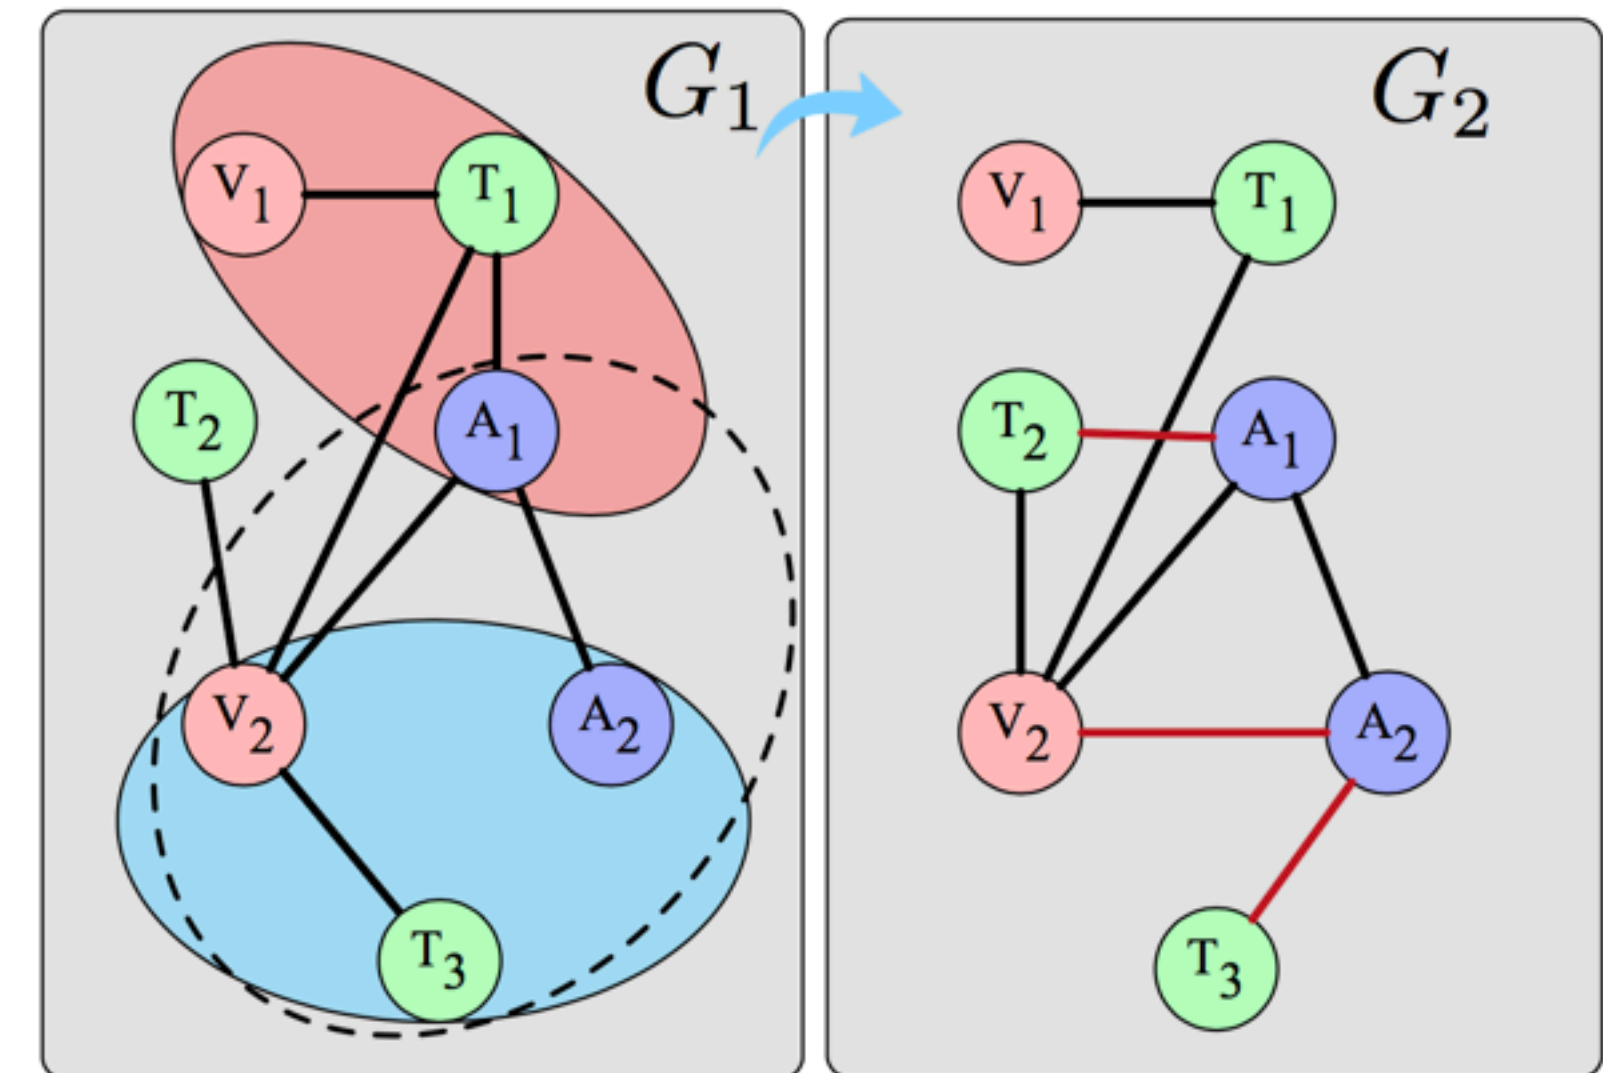 G₁
V₁
T₁
T₂
A₁
V₂
A₂
T₃
G₂
V₁
T₁
T₂
A₁
V₂
A₂
T₃